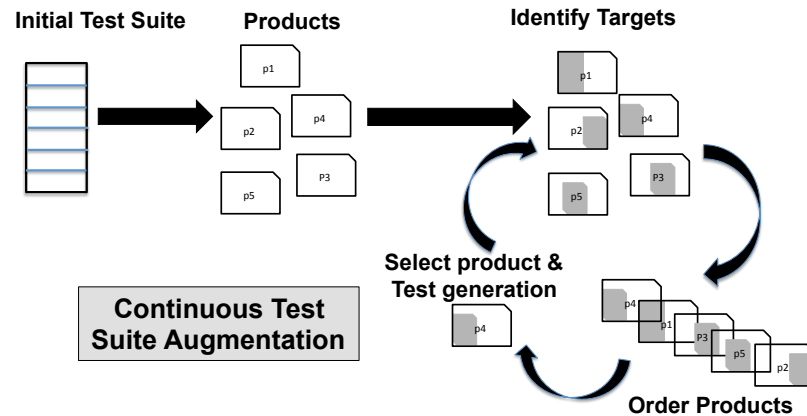 Initial Test Suite
Products
Identify Targets
p1
p2
p4
p5
P3
p1
p2
p4
p5
P3
Select product &
Test generation
p4
Continuous Test
Suite Augmentation
p4
p1
P3
p5
p2
Order Products